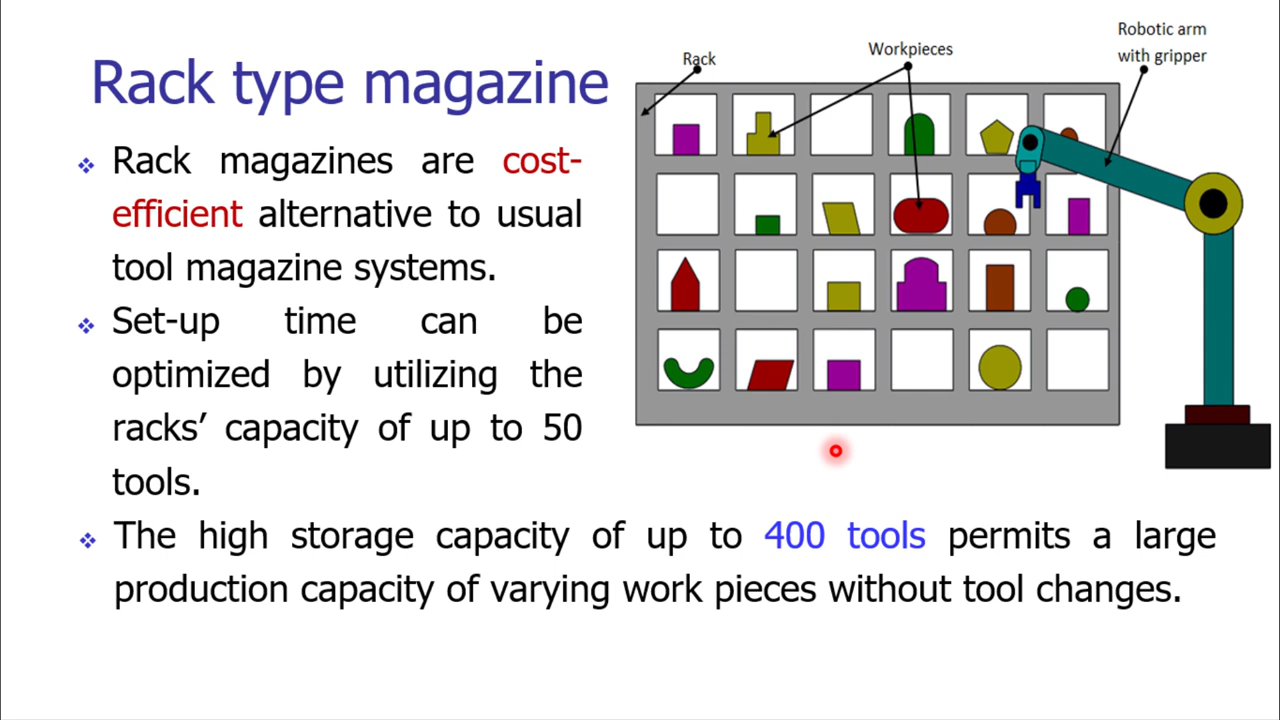 Rack type magazine
Rack
Workpieces
Robotic arm
with gripper
Rack magazines are cost-
efficient alternative to usual
tool magazine systems.
Set-up time can be
optimized by utilizing the
racks’ capacity of up to 50
tools.
The high storage capacity of up to 400 tools permits a large
production capacity of varying work pieces without tool changes.